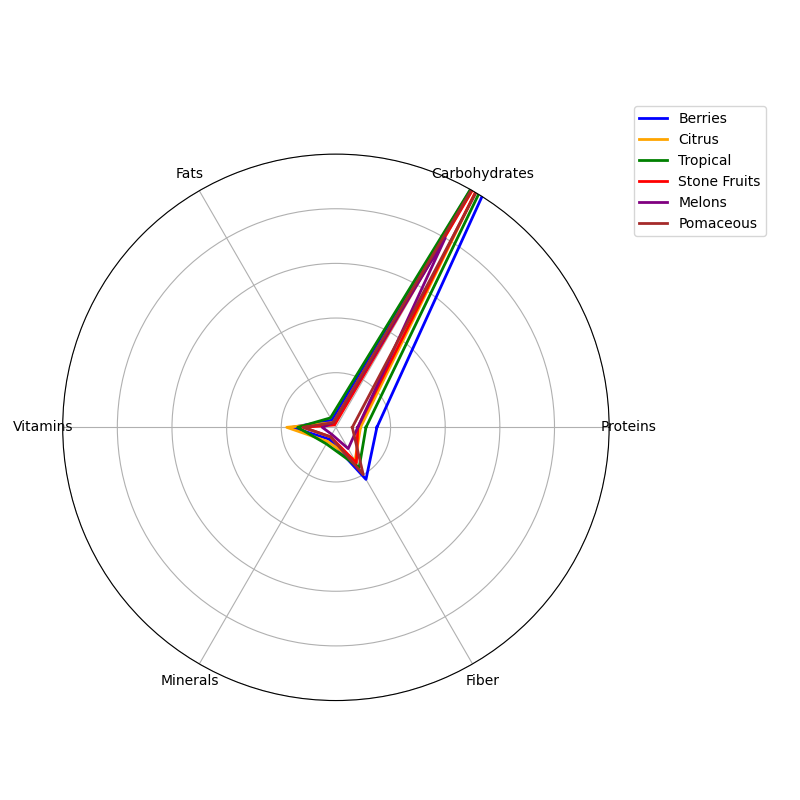 Berries
Citrus
Tropical
Stone Fruits
Melons
Pomaceous
Fats
Carbohydrates
Vitamins
Proteins
Minerals
Fiber